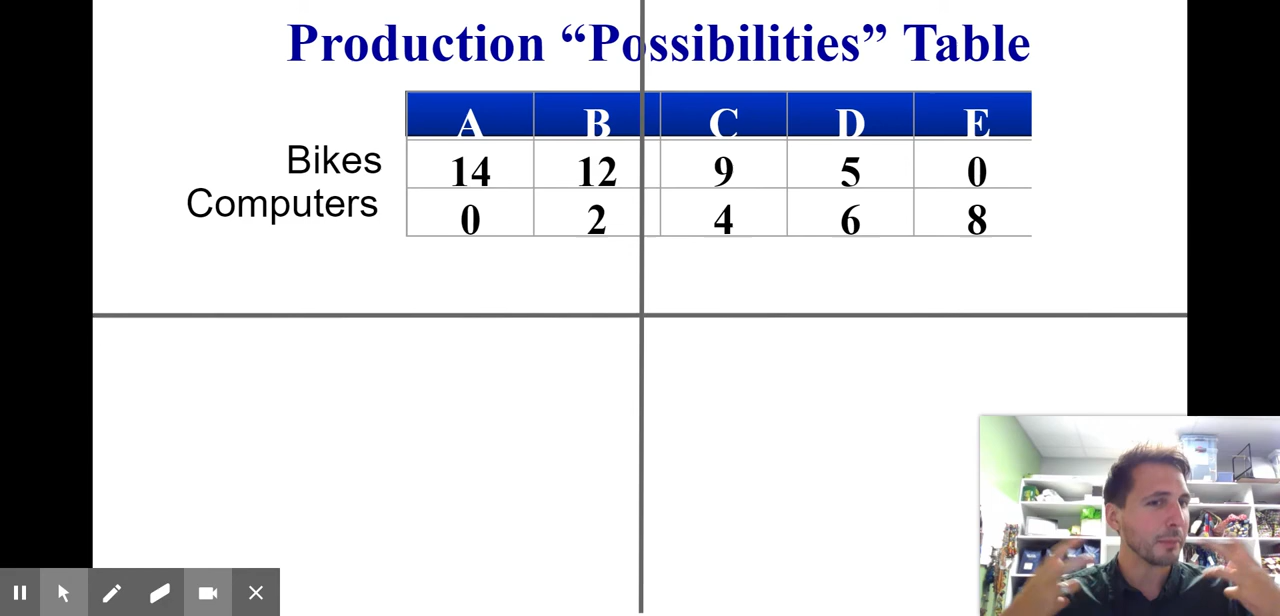 Production “Possibilities” Table
A B C D E
Bikes 14 12 9 5 0
Computers 0 2 4 6 8